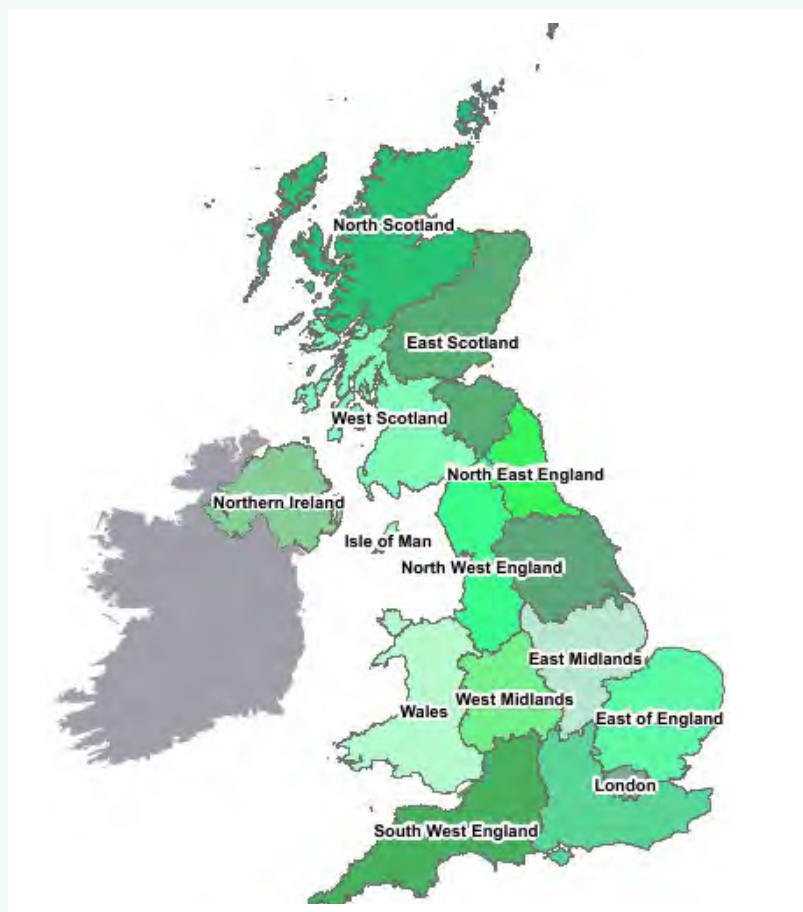 North Scotland
East Scotland
West Scotland
North East England
Northern Ireland
Isle of Man
North West England
East Midlands
West Midlands
Wales
East of England
London
South West England